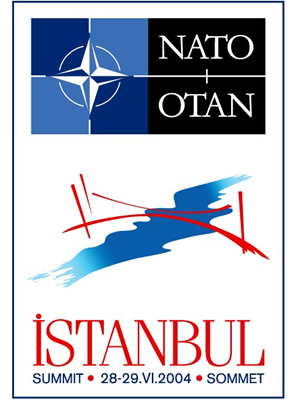 NATO
OTAN
İSTANBUL
SUMMIT • 28-29.VI.2004 • SOMMET